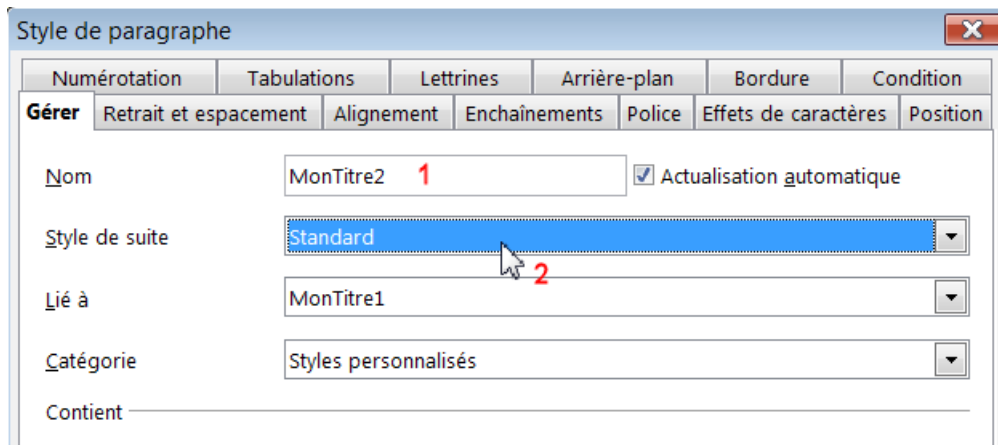 Style de paragraphe
Numérotation Tabulations Lettrines Arrière-plan Bordure Condition
Gérer Retrait et espacement Alignement Enchaînements Police Effets de caractères Position
Nom MonTitre2 1 Actualisation automatique
Style de suite Standard
2
Lié à MonTitre1
Catégorie Styles personnalisés
Contient